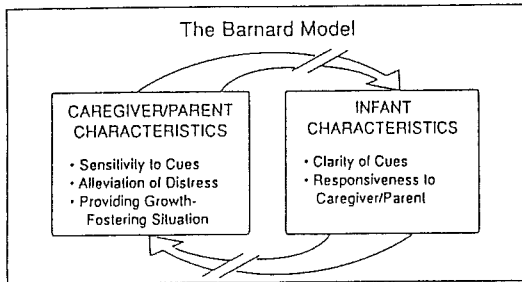 The Barnard Model
CAREGIVER/PARENT
CHARACTERISTICS
• Sensitivity to Cues
• Alleviation of Distress
• Providing Growth-
Fostering Situation
INFANT
CHARACTERISTICS
• Clarity of Cues
• Responsiveness to
Caregiver/Parent